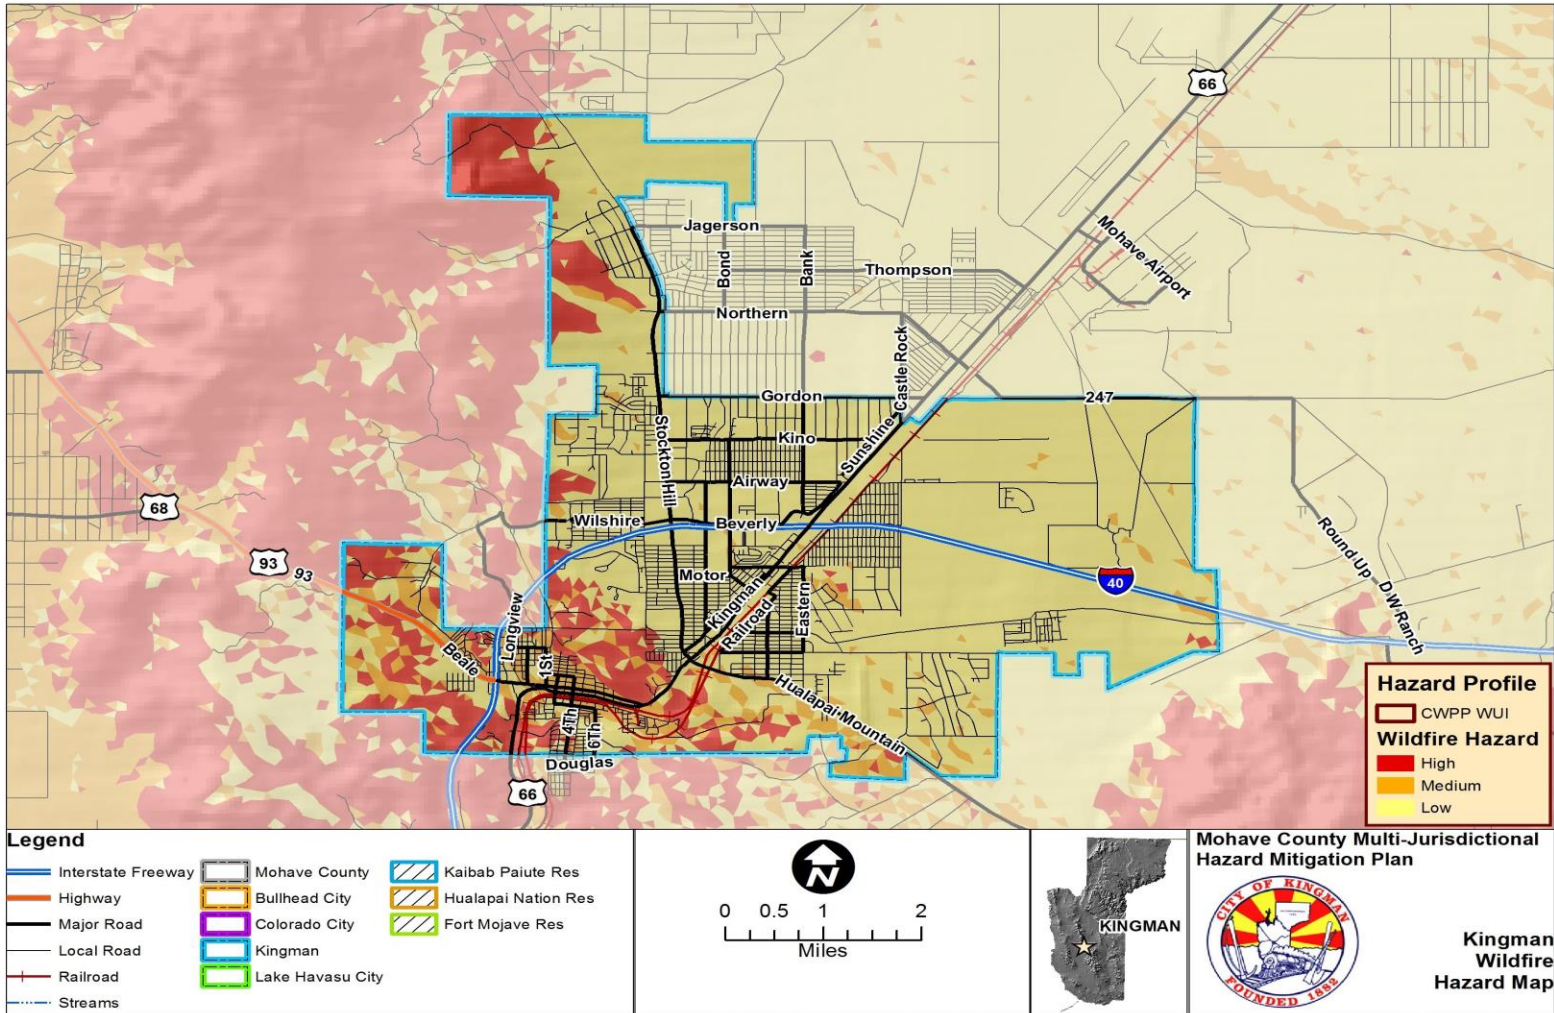 66
Jagerson
Bond
Bank
Thompson
Mohave Airport
Northern
Castle Rock
Gordon
247
Stockton Hill
Kino
Sunshine
Airway
68
Wilshire
Beverly
93
93
Motor
Kingman
Railroad
Eastern
40
Round Up
D W Ranch
Longview
Beale
1St
4Th
6Th
Hualapai Mountain
Douglas
66
Hazard Profile
CWPP WUI
Wildfire Hazard
High
Medium
Low
Legend
Interstate Freeway
Highway
Major Road
Local Road
Railroad
Streams
Mohave County
Bullhead City
Colorado City
Kingman
Lake Havasu City
Kaibab Paiute Res
Hualapai Nation Res
Fort Mojave Res
N
0 0.5 1 2
Miles
KINGMAN
Mohave County Multi-Jurisdictional
Hazard Mitigation Plan
CITY OF KINGMAN
FOUNDED 1882
Kingman
Wildfire
Hazard Map